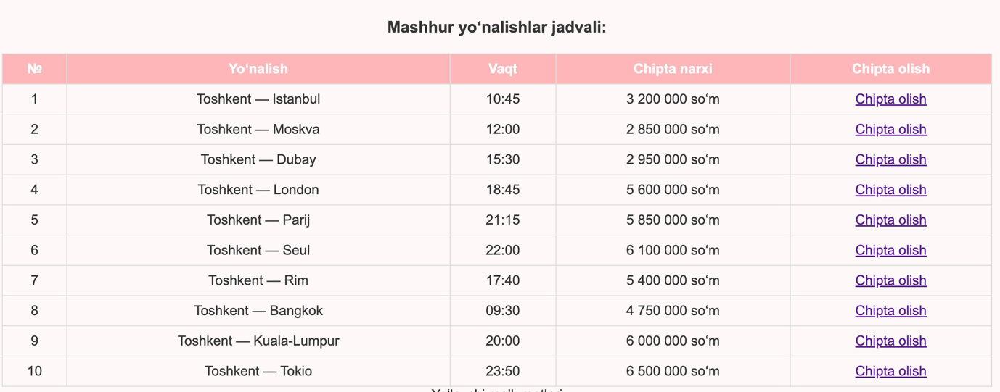 Mashhur yo‘nalishlar jadvali:
№ Yo‘nalish Vaqt Chipta narxi Chipta olish
1 Toshkent — Istanbul 10:45 3 200 000 so‘m Chipta olish
2 Toshkent — Moskva 12:00 2 850 000 so‘m Chipta olish
3 Toshkent — Dubay 15:30 2 950 000 so‘m Chipta olish
4 Toshkent — London 18:45 5 600 000 so‘m Chipta olish
5 Toshkent — Parij 21:15 5 850 000 so‘m Chipta olish
6 Toshkent — Seul 22:00 6 100 000 so‘m Chipta olish
7 Toshkent — Rim 17:40 5 400 000 so‘m Chipta olish
8 Toshkent — Bangkok 09:30 4 750 000 so‘m Chipta olish
9 Toshkent — Kuala-Lumpur 20:00 6 000 000 so‘m Chipta olish
10 Toshkent — Tokio 23:50 6 500 000 so‘m Chipta olish